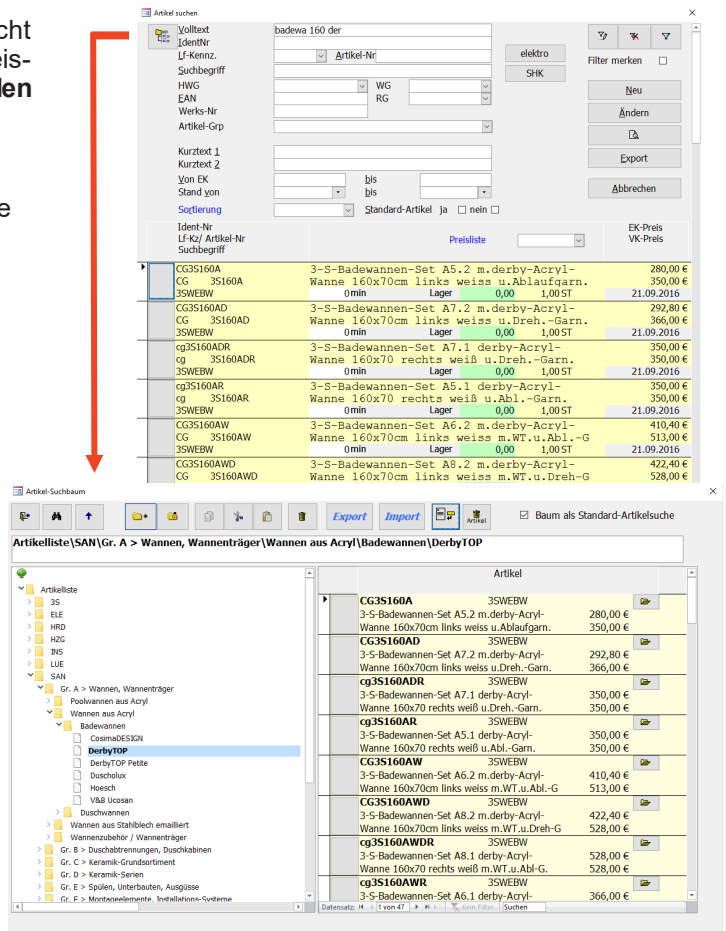 cht
eis-
len
e
Artikel suchen
Volltext badewa 160 der
IdentNr
Lf-Kennz. Artikel-Nr elektro
Suchbegriff SHK
Filter merken
HWG WG
EAN RG
Werks-Nr
Artikel-Grp
Neu
Ändern
Kurztext 1
Kurztext 2
Export
Von EK bis
Stand von bis
Abbrechen
Sortierung Standard-Artikel ja nein
Ident-Nr EK-Preis
Lf-Kz/ Artikel-Nr Preisliste VK-Preis
Suchbegriff
CG3S160A 3-S-Badewannen-Set A5.2 m.derby-Acryl- 280,00 €
CG 3S160A Wanne 160x70cm links weiss u.Ablaufgarn. 350,00 €
3SWEBW 0min Lager 0,00 1,00 ST 21.09.2016
CG3S160AD 3-S-Badewannen-Set A7.2 m.derby-Acryl- 292,80 €
CG 3S160AD Wanne 160x70cm links weiss u.Dreh.-Garn. 366,00 €
3SWEBW 0min Lager 0,00 1,00 ST 21.09.2016
cg3S160ADR 3-S-Badewannen-Set A7.1 derby-Acryl- 350,00 €
cg 3S160ADR Wanne 160x70 rechts weiß u.Dreh.-Garn. 350,00 €
3SWEBW 0min Lager 0,00 1,00 ST 21.09.2016
cg3S160AR 3-S-Badewannen-Set A5.1 derby-Acryl- 350,00 €
cg 3S160AR Wanne 160x70 rechts weiß u.Abl.-Garn. 350,00 €
3SWEBW 0min Lager 0,00 1,00 ST 21.09.2016
CG3S160AW 3-S-Badewannen-Set A6.2 m.derby-Acryl- 410,40 €
CG 3S160AW Wanne 160x70cm links weiss m.WT.u.Abl.-G 513,00 €
3SWEBW 0min Lager 0,00 1,00 ST 21.09.2016
CG3S160AWD 3-S-Badewannen-Set A8.2 m.derby-Acryl- 422,40 €
CG 3S160AWD Wanne 160x70cm links weiss m.WT.u.Dreh-G 528,00 €
Artikel-Suchbaum
Export Import Artikel Baum als Standard-Artikelsuche
Artikelliste\SAN\Gr. A > Wannen, Wannenträger\Wannen aus Acryl\Badewannen\DerbyTOP
Artikelliste
3S
ELE
HRD
HZG
INS
LUE
SAN
Gr. A > Wannen, Wannenträger
Poolwannen aus Acryl
Wannen aus Acryl
Badewannen
CosimaDESIGN
DerbyTOP
DerbyTOP Petite
Duscholux
Hoesch
V&B Ucosan
Duschwannen
Wannen aus Stahlblech emailliert
Wannenzubehör / Wannenträger
Gr. B > Duschabtrennungen, Duschkabinen
Gr. C > Keramik-Grundsortiment
Gr. D > Keramik-Serien
Gr. E > Spülen, Unterbauten, Ausgüsse
Gr. F > Montageelemente, Installations-Systeme
Artikel
CG3S160A 3SWEBW
3-S-Badewannen-Set A5.2 m.derby-Acryl- 280,00 €
Wanne 160x70cm links weiss u.Ablaufgarn. 350,00 €
CG3S160AD 3SWEBW
3-S-Badewannen-Set A7.2 m.derby-Acryl- 292,80 €
Wanne 160x70cm links weiss u.Dreh.-Garn. 366,00 €
cg3S160ADR 3SWEBW
3-S-Badewannen-Set A7.1 derby-Acryl- 350,00 €
Wanne 160x70 rechts weiß u.Dreh.-Garn. 350,00 €
cg3S160AR 3SWEBW
3-S-Badewannen-Set A5.1 derby-Acryl- 350,00 €
Wanne 160x70 rechts weiß u.Abl.-Garn. 350,00 €
CG3S160AW 3SWEBW
3-S-Badewannen-Set A6.2 m.derby-Acryl- 410,40 €
Wanne 160x70cm links weiss m.WT.u.Abl.-G 513,00 €
CG3S160AWD 3SWEBW
3-S-Badewannen-Set A8.2 m.derby-Acryl- 422,40 €
Wanne 160x70cm links weiss m.WT.u.Dreh-G 528,00 €
cg3S160AWDR 3SWEBW
3-S-Badewannen-Set A8.1 derby-Acryl- 528,00 €
Wanne 160x70 rechts weiß m.WT.u.Abl-G. 528,00 €
cg3S160AWR 3SWEBW
3-S-Badewannen-Set A6.1 derby-Acryl- 366,00 €
Datensatz: 1 von 47 Kein Filter Suchen